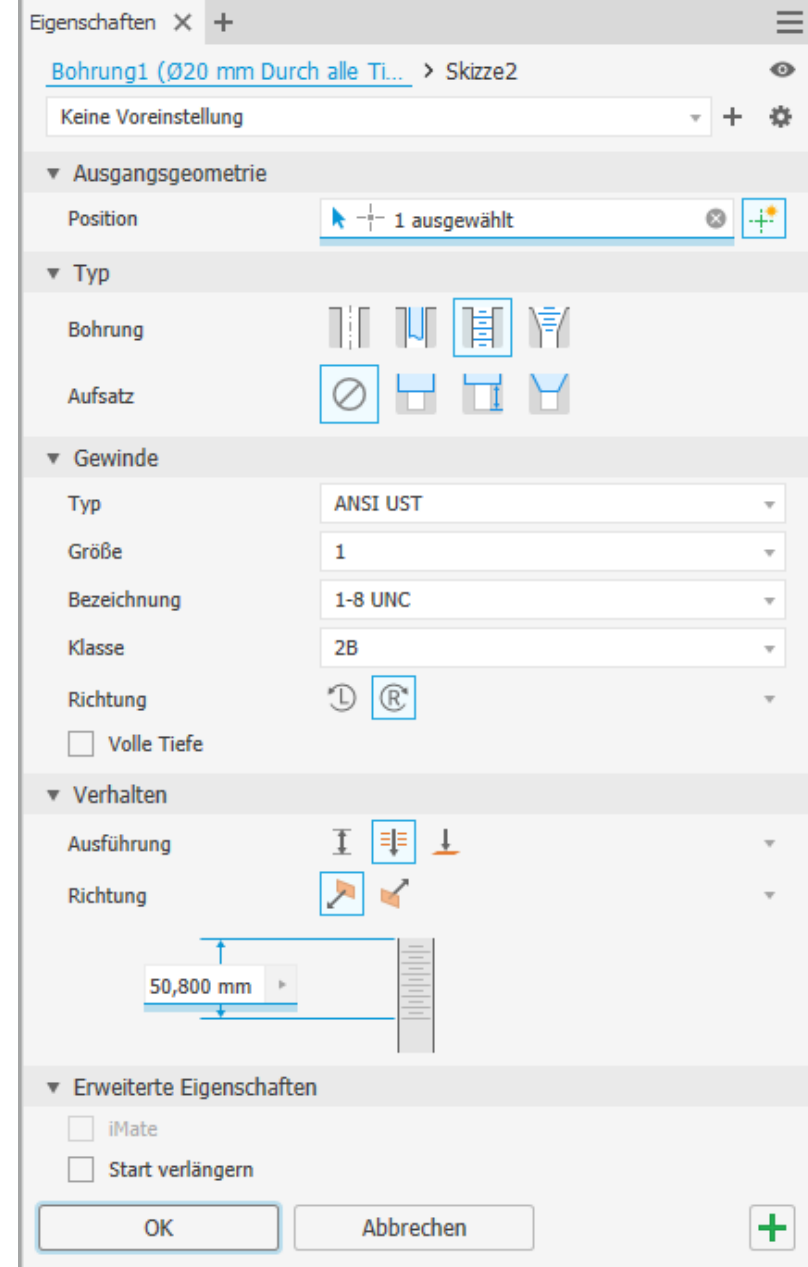 Eigenschaften
Bohrung1 (Ø20 mm Durch alle Ti... > Skizze2
Keine Voreinstellung
Ausgangsgeometrie
Position 1 ausgewählt
Typ
Bohrung
Aufsatz
Gewinde
Typ ANSI UST
Größe 1
Bezeichnung 1-8 UNC
Klasse 2B
Richtung L R
Volle Tiefe
Verhalten
Ausführung
Richtung
50,800 mm
Erweiterte Eigenschaften
iMate
Start verlängern
OK Abbrechen